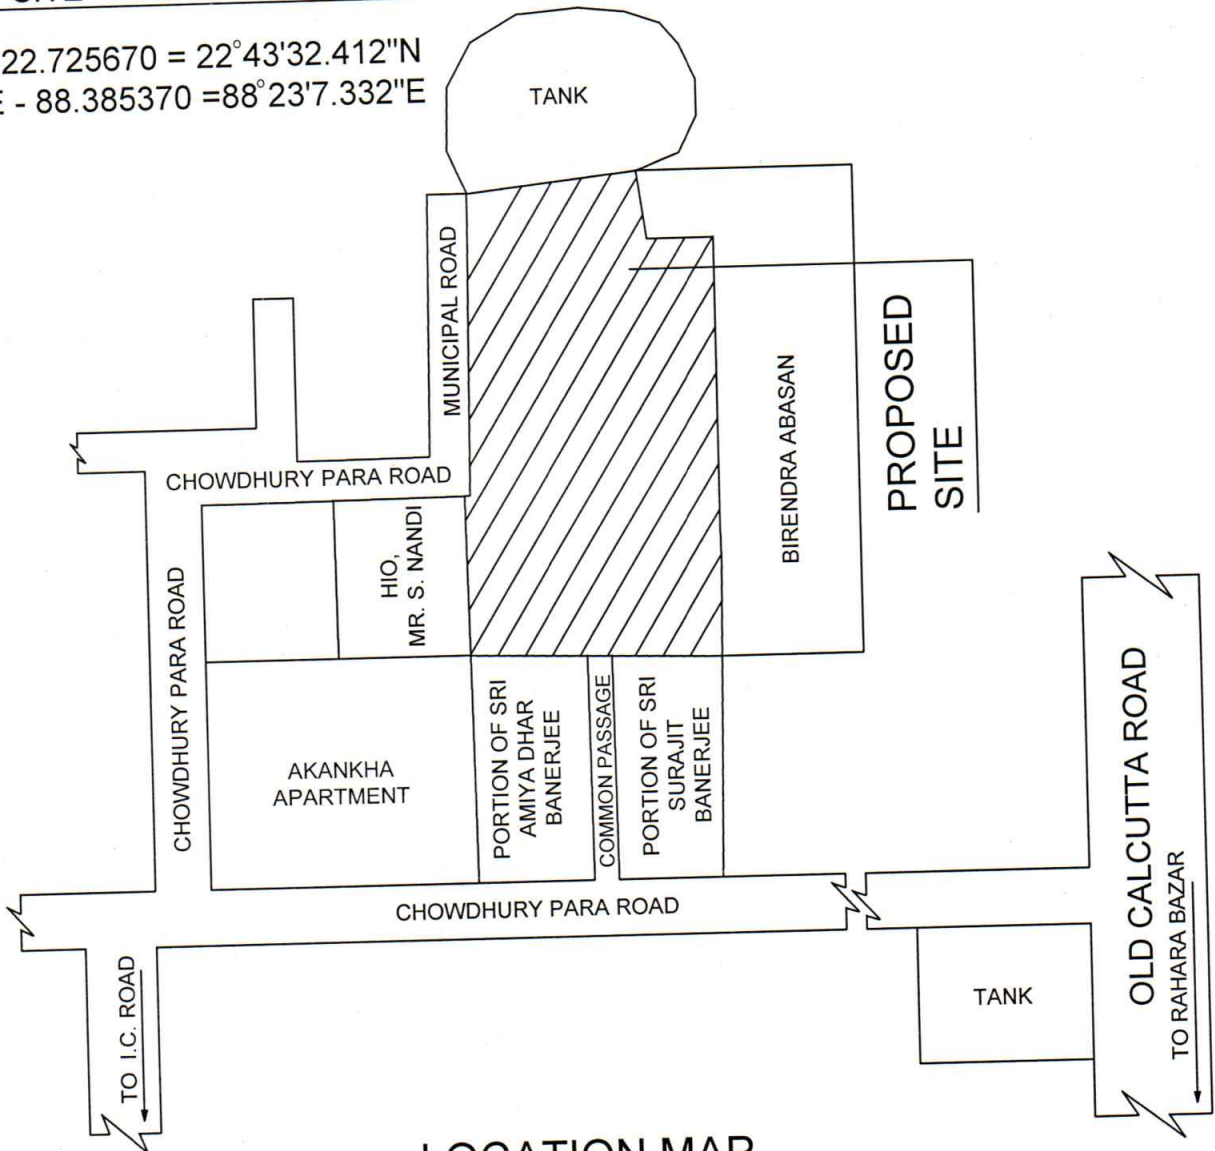 22.725670 = 22°43'32.412"N
E - 88.385370 =88°23'7.332"E
TANK
MUNICIPAL ROAD
CHOWDHURY PARA ROAD
HIO,
MR. S. NANDI
BIRENDRA ABASAN
PROPOSED
SITE
CHOWDHURY PARA ROAD
AKANKHA
APARTMENT
PORTION OF SRI
AMIYA DHAR
BANERJEE
COMMON PASSAGE
PORTION OF SRI
SURAJIT
BANERJEE
CHOWDHURY PARA ROAD
OLD CALCUTTA ROAD
TO RAHARA BAZAR
TANK
TO I.C. ROAD
LOCATION MAP